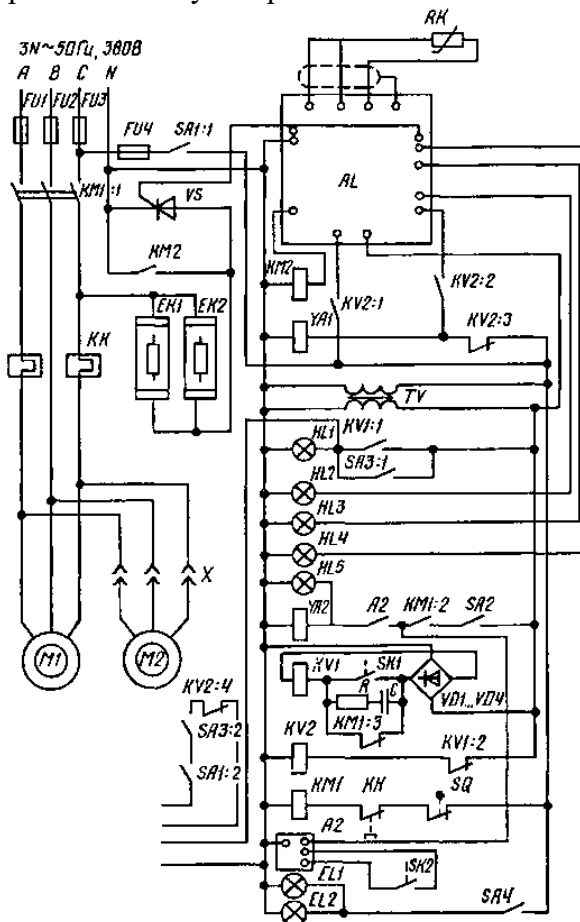 RK
3N~50Гц, 380В
A B C N
FU1 FU2 FU3
FU4 SA1:1
KM1:1
VS
AL
KM2
KM2
KV2:1
KV2:2
EK1 EK2
YA1
KV2:3
KK
TV
HL1 KV1:1
HL2 SA3:1
HL3
HL4
HL5
X
YA2 A2 KM1:2 SA2
M1 M2
KV1 SK1
R C
VD1...VD4
KM1:3
KV2:4
SA3:2
KV2 KV1:2
SA1:2
KM1 KK SQ
A2
SK2
EL1
EL2 SA4